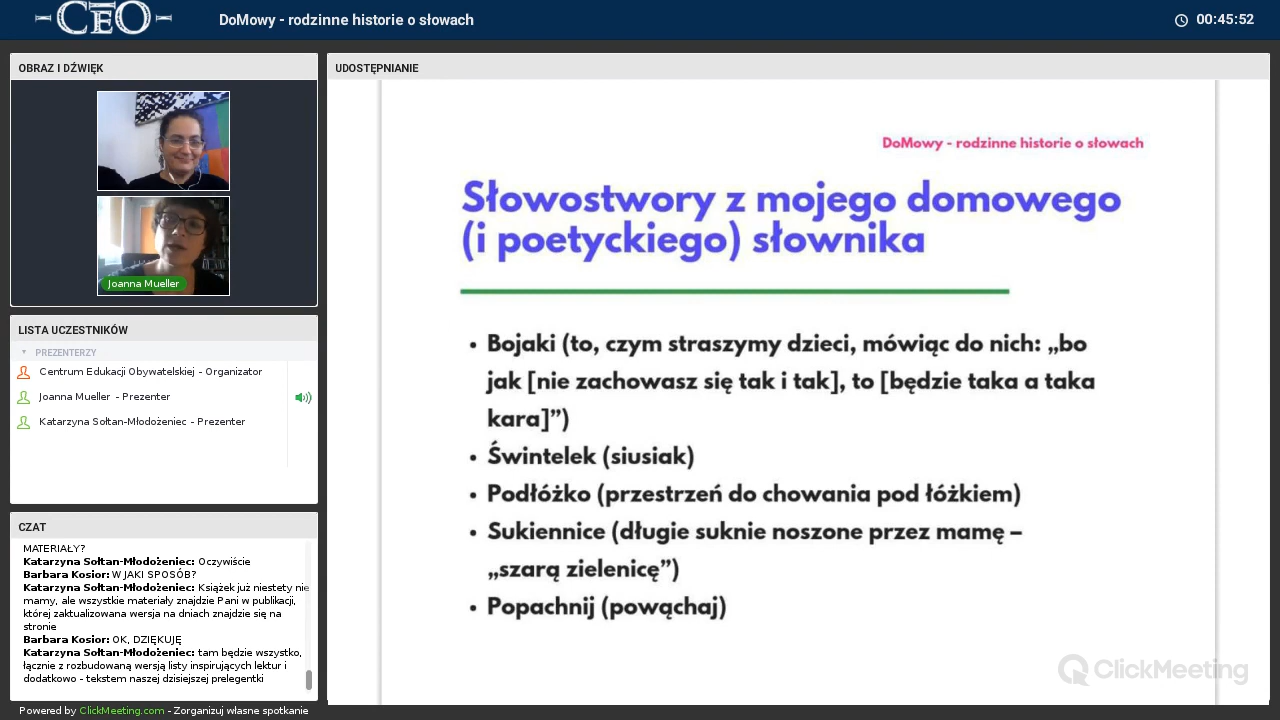 CEO
DoMowy - rodzinne historie o słowach
00:45:52
OBRAZ I DŹWIĘK
Joanna Mueller
LISTA UCZESTNIKÓW
PREZENTERZY
Centrum Edukacji Obywatelskiej - Organizator
Joanna Mueller - Prezenter
Katarzyna Sołtan-Młodożeniec - Prezenter
CZAT
MATERIAŁY?
Katarzyna Sołtan-Młodożeniec: Oczywiście
Barbara Kosior: W JAKI SPOSÓB?
Katarzyna Sołtan-Młodożeniec: Książek już niestety nie
mamy, ale wszystkie materiały znajdzie Pani w publikacji,
której zaktualizowana wersja na dniach znajdzie się na
stronie
Barbara Kosior: OK, DZIĘKUJĘ
Katarzyna Sołtan-Młodożeniec: tam będzie wszystko,
łącznie z rozbudowaną wersją listy inspirujących lektur i
dodatkowo - tekstem naszej dzisiejszej prelegentki
Powered by ClickMeeting.com - Zorganizuj własne spotkanie
UDOSTĘPNIANIE
DoMowy - rodzinne historie o słowach
Słowostwory z mojego domowego
(i poetyckiego) słownika
• Bojaki (to, czym straszymy dzieci, mówiąc do nich: „bo
jak [nie zachowasz się tak i tak], to [będzie taka a taka
kara]”)
• Świntelek (siusiak)
• Podłóżko (przestrzeń do chowania pod łóżkiem)
• Sukiennice (długie suknie noszone przez mamę –
„szarą zielenicę”)
• Popachnij (powąchaj)
ClickMeeting